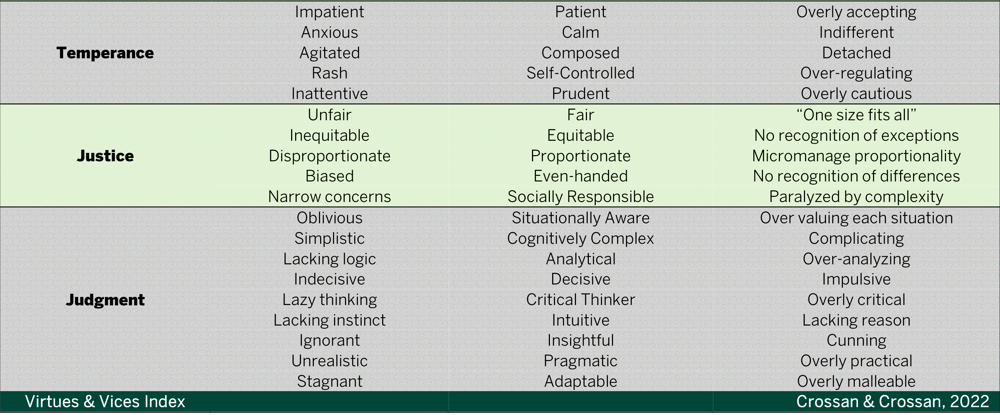 Impatient Patient Overly accepting
Anxious Calm Indifferent
Temperance Agitated Composed Detached
Rash Self-Controlled Over-regulating
Inattentive Prudent Overly cautious
Unfair Fair “One size fits all”
Inequitable Equitable No recognition of exceptions
Justice Disproportionate Proportionate Micromanage proportionality
Biased Even-handed No recognition of differences
Narrow concerns Socially Responsible Paralyzed by complexity
Oblivious Situationally Aware Over valuing each situation
Simplistic Cognitively Complex Complicating
Lacking logic Analytical Over-analyzing
Indecisive Decisive Impulsive
Judgment Lazy thinking Critical Thinker Overly critical
Lacking instinct Intuitive Lacking reason
Ignorant Insightful Cunning
Unrealistic Pragmatic Overly practical
Stagnant Adaptable Overly malleable
Virtues & Vices Index Crossan & Crossan, 2022